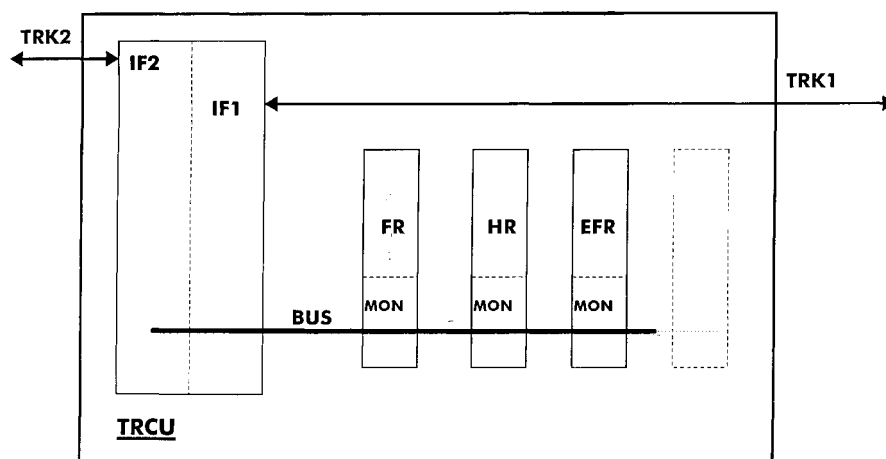 TRK2
IF2
TRK1
IF1
FR
HR
EFR
MON
MON
MON
BUS
TRCU